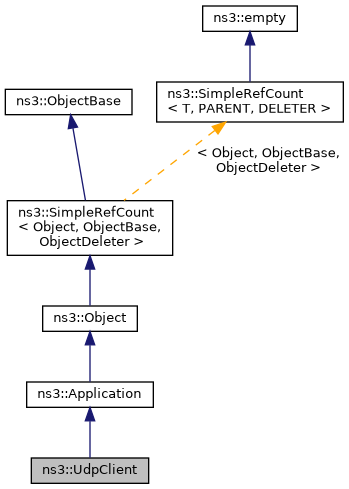 ns3::empty
ns3::ObjectBase
ns3::SimpleRefCount
< T, PARENT, DELETER >
< Object, ObjectBase,
ObjectDeleter >
ns3::SimpleRefCount
< Object, ObjectBase,
ObjectDeleter >
ns3::Object
ns3::Application
ns3::UdpClient